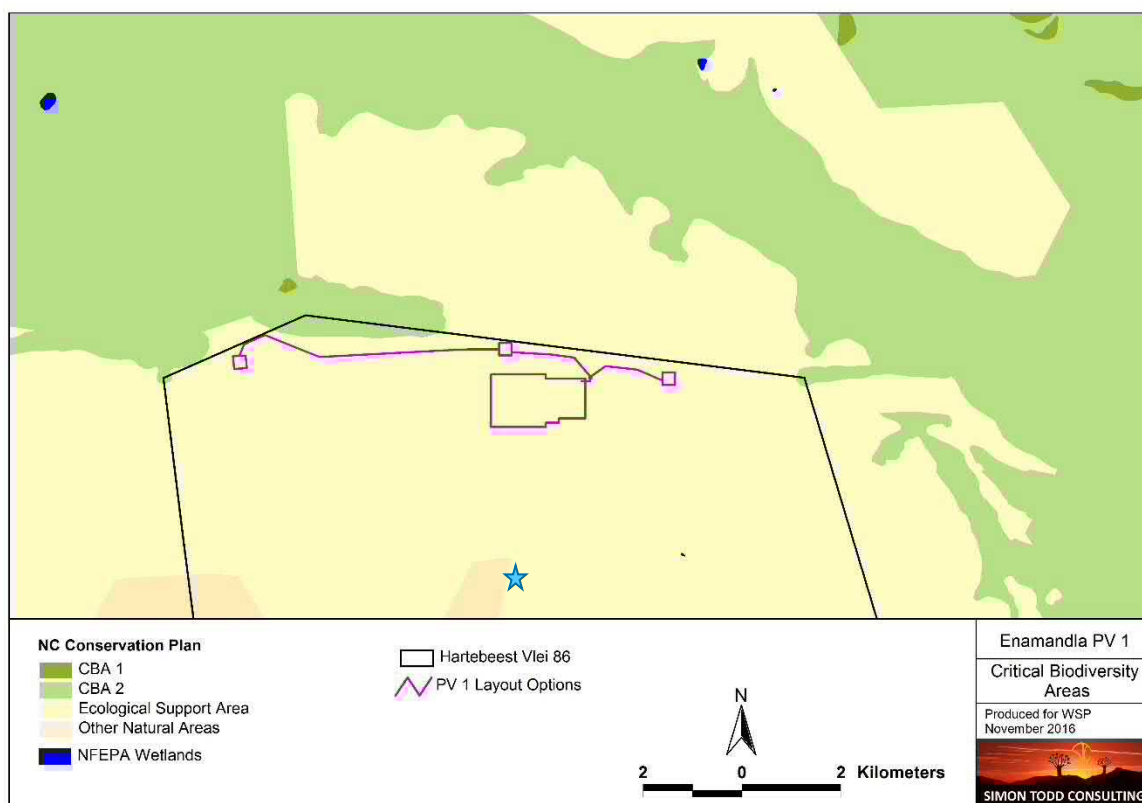 NC Conservation Plan
CBA 1
CBA 2
Ecological Support Area
Other Natural Areas
NFEPA Wetlands
Hartebeest Vlei 86
PV 1 Layout Options
N
2 0 2 Kilometers
Enamandla PV 1
Critical Biodiversity
Areas
Produced for WSP
November 2016
SIMON TODD CONSULTING